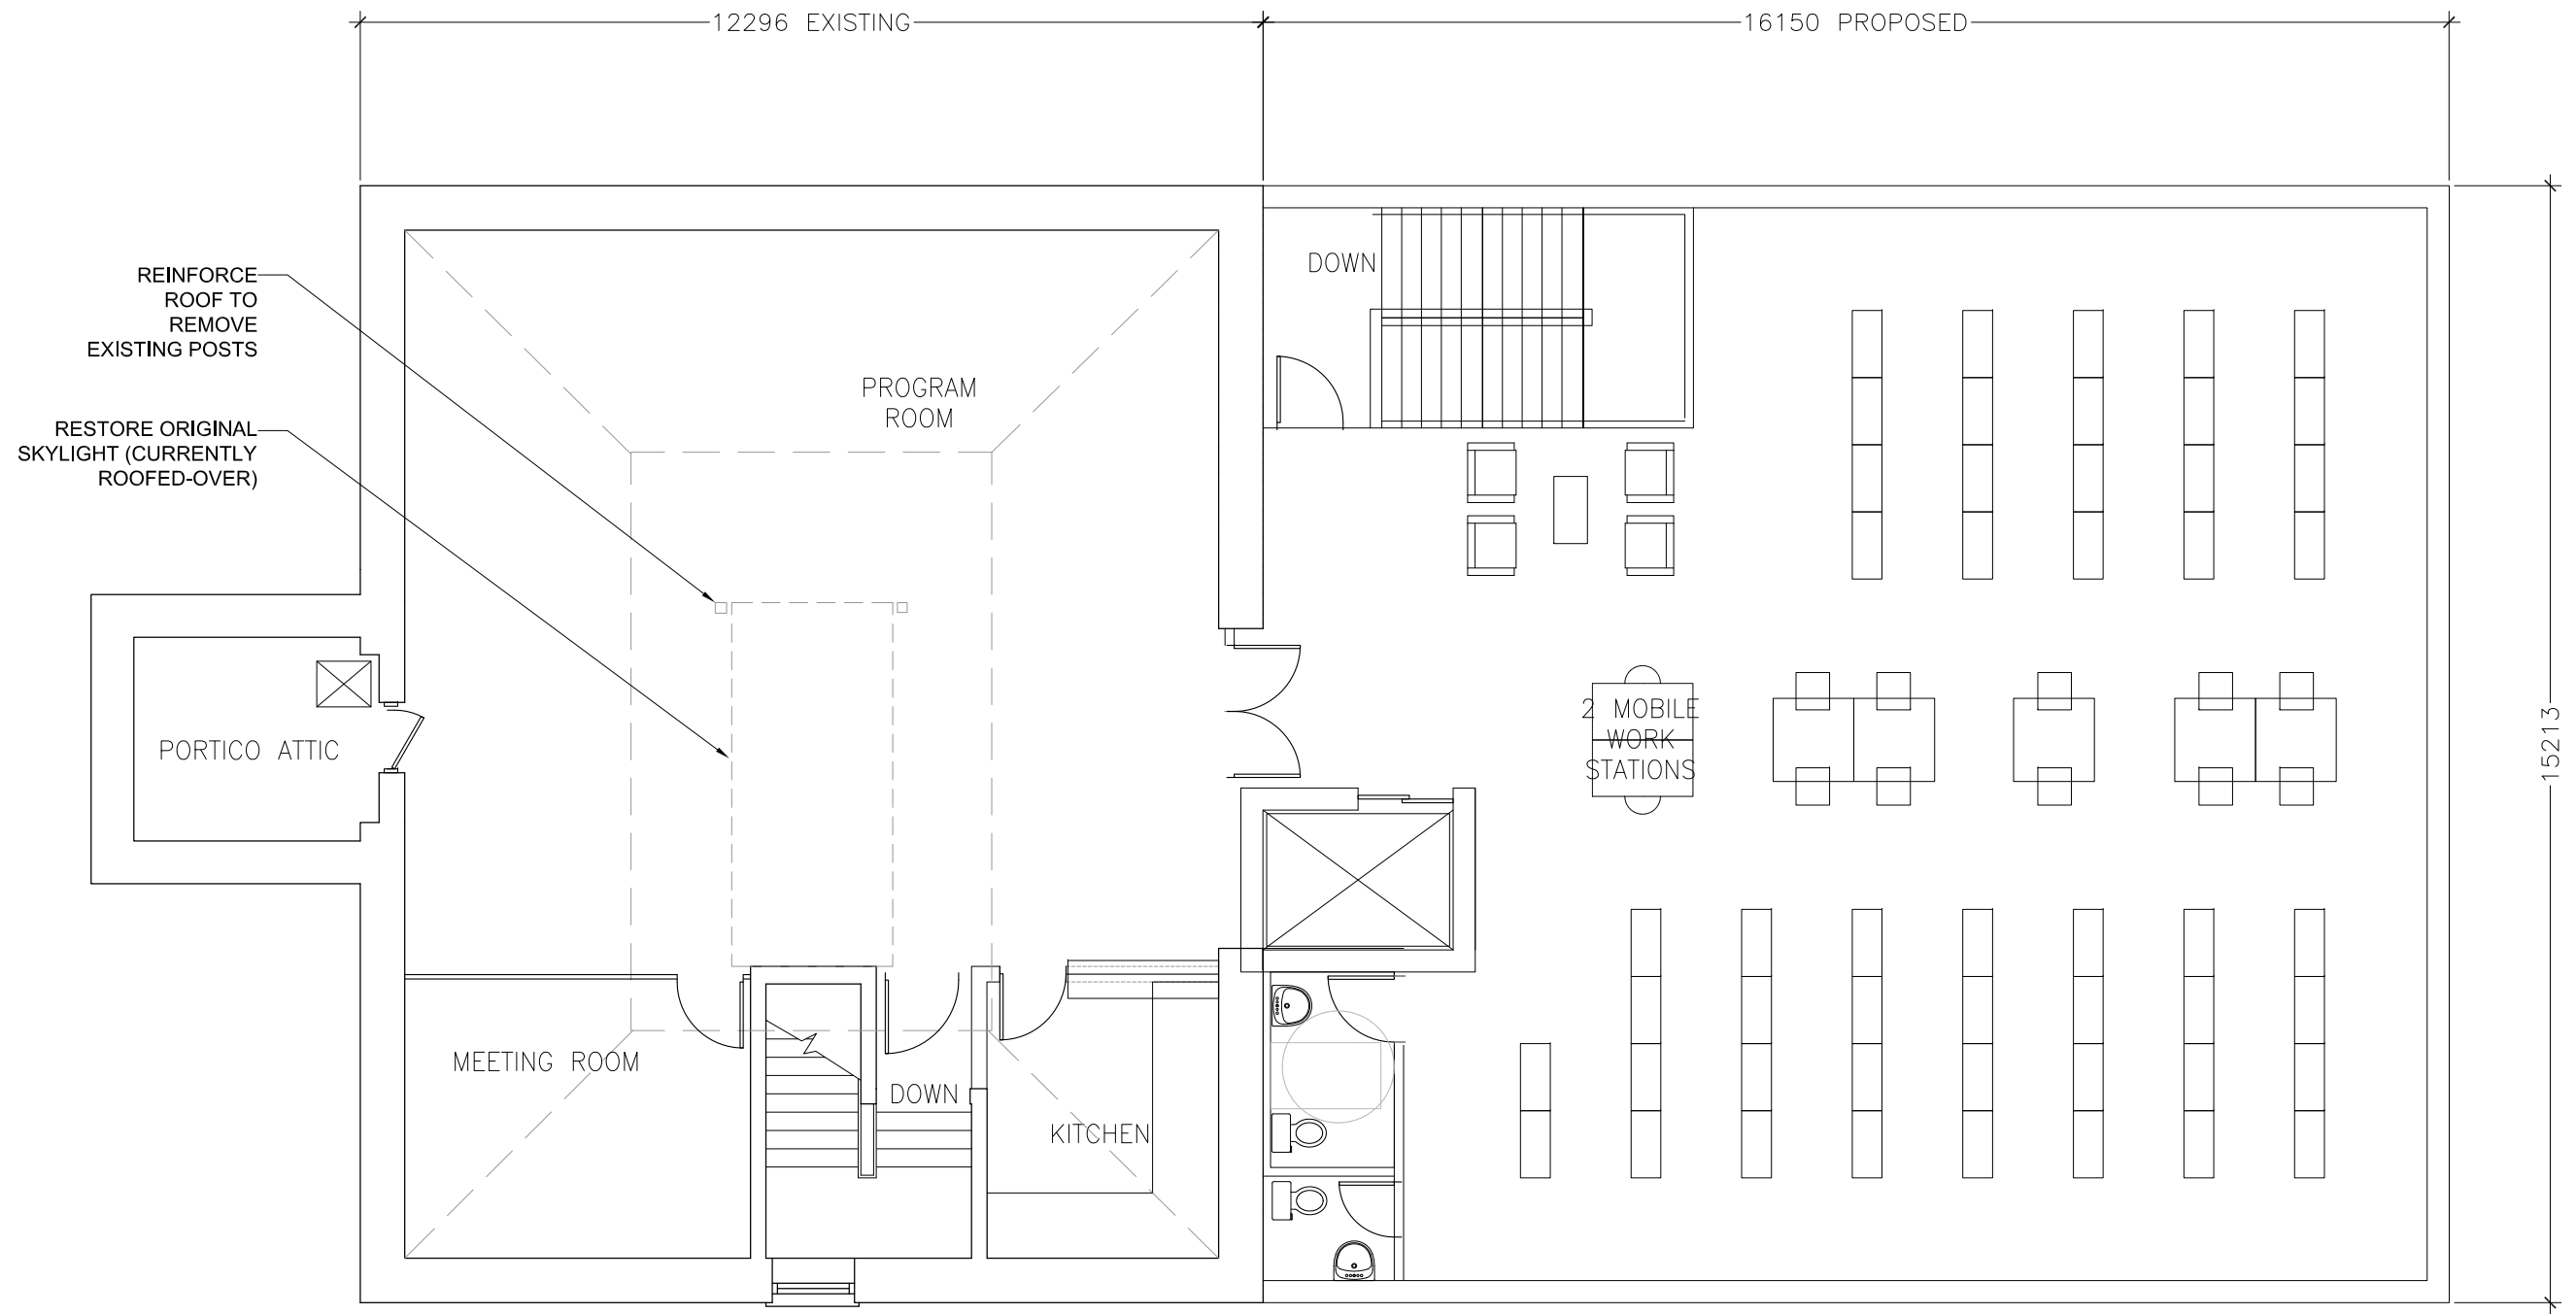 12296 EXISTING
16150 PROPOSED
REINFORCE
ROOF TO
REMOVE
EXISTING POSTS
DOWN
PROGRAM
ROOM
RESTORE ORIGINAL
SKYLIGHT (CURRENTLY
ROOFED-OVER)
PORTICO ATTIC
2 MOBILE
WORK
STATIONS
15213
MEETING ROOM
DOWN
KITCHEN